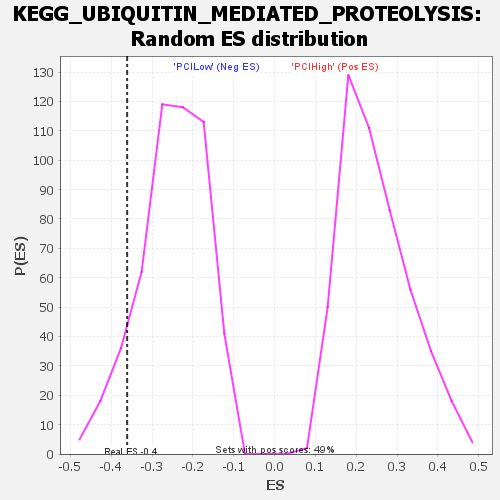 KEGG_UBIQUITIN_MEDIATED_PROTEOLYSIS:
Random ES distribution
'PCILow' (Neg ES) 'PCIHigh' (Pos ES)
130
120
110
100
90
80
70
60
50
40
30
20
10
0
P(ES)
Real ES -0.4 Sets with pos scores: 49%
-0.5 -0.4 -0.3 -0.2 -0.1 0.0 0.1 0.2 0.3 0.4 0.5
ES